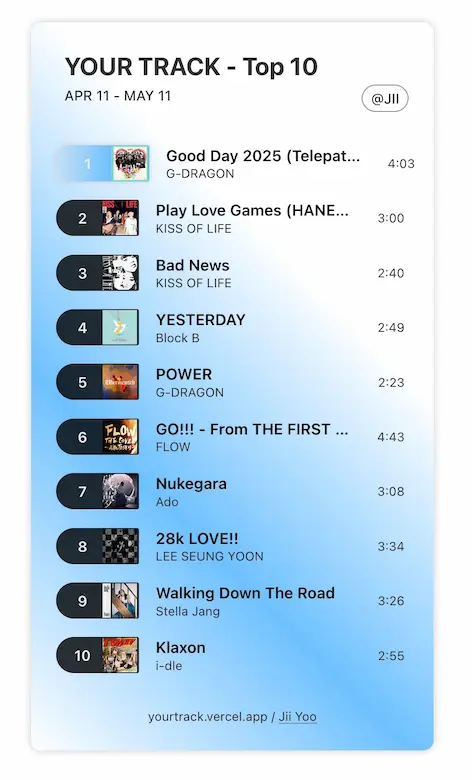 YOUR TRACK - Top 10
APR 11 - MAY 11
@JII
1
Good Day 2025 (Telepat...
G-DRAGON
4:03
2
Play Love Games (HANE...
KISS OF LIFE
3:00
3
Bad News
KISS OF LIFE
2:40
4
YESTERDAY
Block B
2:49
5
POWER
G-DRAGON
2:23
6
FLOW
THE BEST
GO!!! - From THE FIRST ...
FLOW
4:43
7
Nukegara
Ado
3:08
8
28k LOVE!!
LEE SEUNG YOON
3:34
9
Walking Down The Road
Stella Jang
3:26
10
Klaxon
i-dle
2:55
yourtrack.vercel.app / Jii Yoo